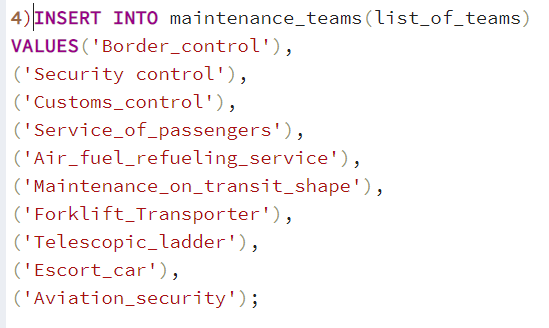 4)INSERT INTO maintenance_teams(list_of_teams)
VALUES('Border_control'),
('Security control'),
('Customs_control'),
('Service_of_passengers'),
('Air_fuel_refueling_service'),
('Maintenance_on_transit_shape'),
('Forklift_Transporter'),
('Telescopic_ladder'),
('Escort_car'),
('Aviation_security');